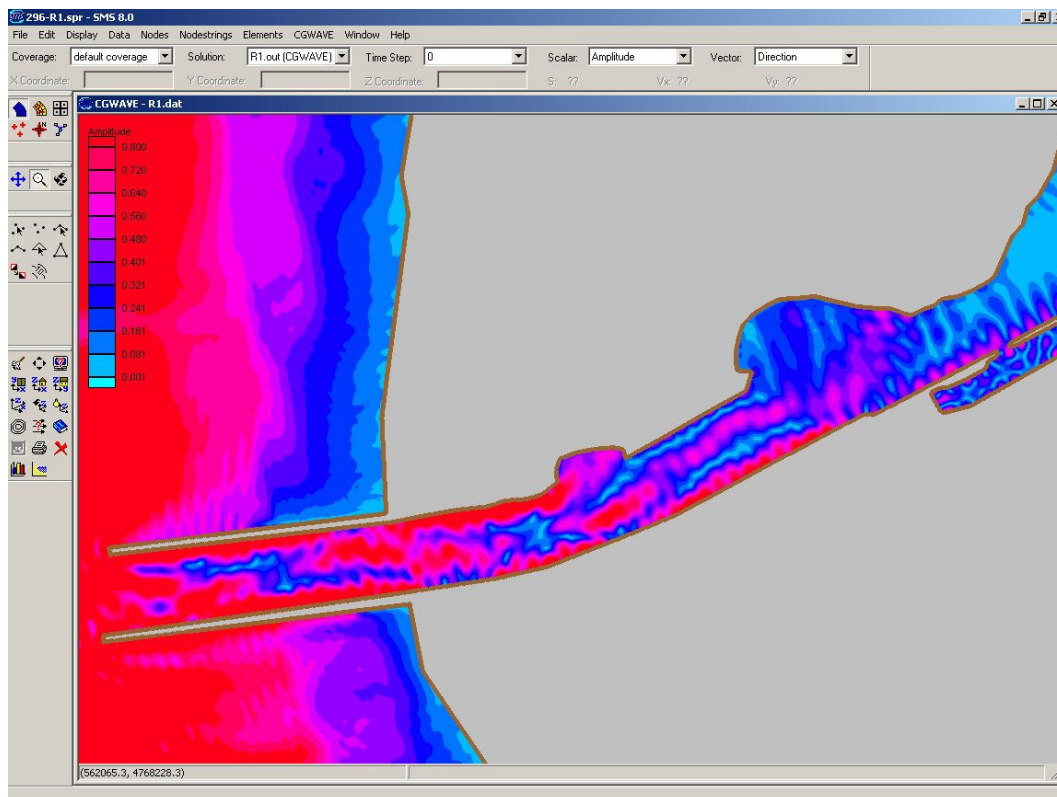 296-R1.spr - SMS 8.0
File Edit Display Data Nodes Nodestrings Elements CGWAVE Window Help
Coverage: default coverage Solution: R1.out (CGWAVE) Time Step: 0 Scalar: Amplitude Vector: Direction
X Coordinate: Y Coordinate: Z Coordinate: S: ?? Vx: ?? Vy: ??
CGWAVE - R1.dat
Amplitude
0.800
0.720
0.640
0.560
0.480
0.401
0.321
0.241
0.161
0.081
0.001
(562065.3, 4768228.3)